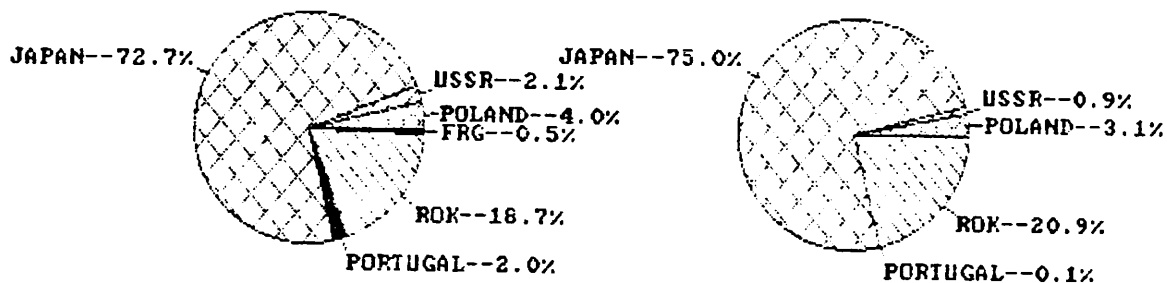 JAPAN--72.7%
USSR--2.1%
POLAND--4.0%
FRG--0.5%
ROK--18.7%
PORTUGAL--2.0%
JAPAN--75.0%
USSR--0.9%
POLAND--3.1%
ROK--20.9%
PORTUGAL--0.1%